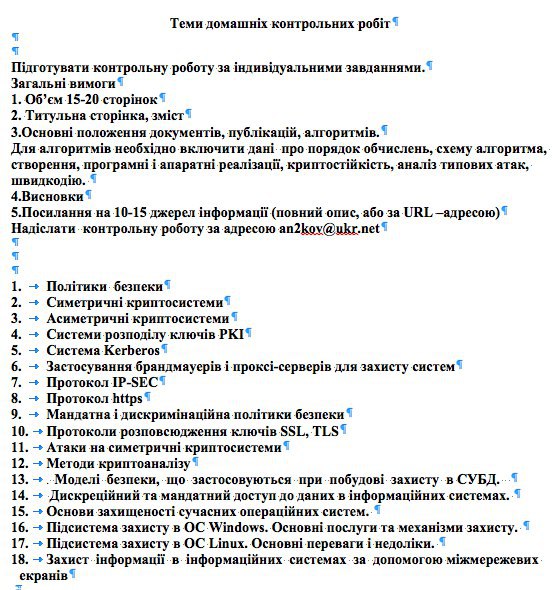 Теми домашніх контрольних робіт
Підготувати контрольну роботу за індивідуальними завданнями.
Загальні вимоги
1. Об’єм 15-20 сторінок
2. Титульна сторінка, зміст
3.Основні положення документів, публікацій, алгоритмів.
Для алгоритмів необхідно включити дані про порядок обчислень, схему алгоритма,
створення, програмні і апаратні реалізації, криптостійкість, аналіз типових атак,
швидкодію.
4.Висновки
5.Посилання на 10-15 джерел інформації (повний опис, або за URL –адресою)
Надіслати контрольну роботу за адресою an2kov@ukr.net
1. Політики безпеки
2. Симетричні криптосистеми
3. Асиметричні криптосистеми
4. Системи розподілу ключів PKI
5. Система Kerberos
6. Застосування брандмауерів і проксі-серверів для захисту систем
7. Протокол IP-SEC
8. Протокол https
9. Мандатна і дискримінаційна політики безпеки
10. Протоколи розповсюдження ключів SSL, TLS
11. Атаки на симетричні криптосистеми
12. Методи криптоаналізу
13. . Моделі безпеки, що застосовуються при побудові захисту в СУБД.
14. Дискреційний та мандатний доступ до даних в інформаційних системах.
15. Основи захищеності сучасних операційних систем.
16. Підсистема захисту в ОС Windows. Основні послуги та механізми захисту.
17. Підсистема захисту в ОС Linux. Основні переваги і недоліки.
18. Захист інформації в інформаційних системах за допомогою міжмережевих
екранів